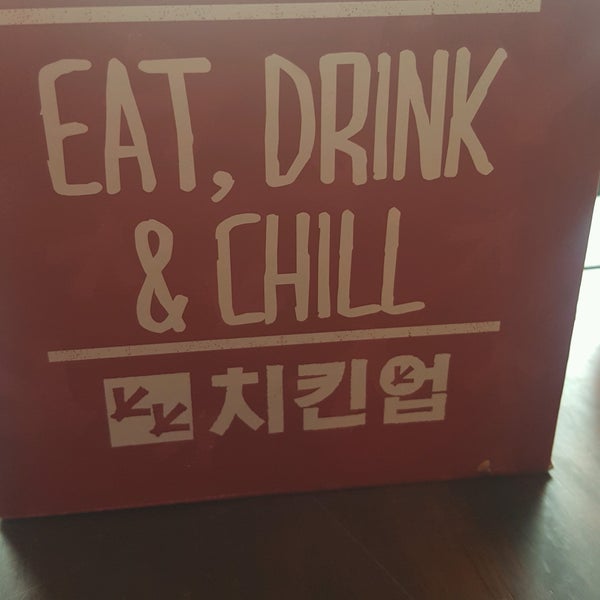 EAT, DRINK
& CHILL
치킨업